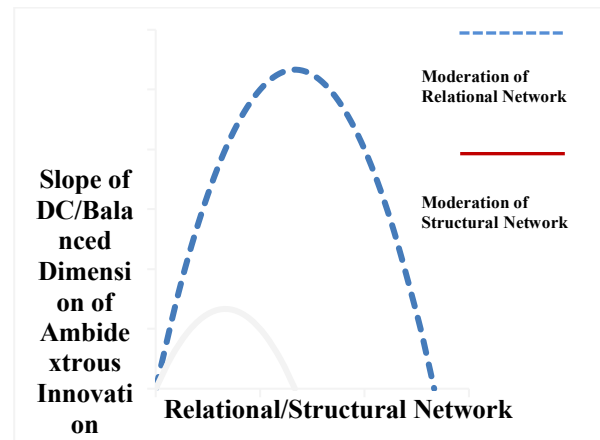 Moderation of
Relational Network
Moderation of
Structural Network
Slope of
DC/Bala
nced
Dimensi
on of
Ambide
xtrous
Innovati
on
Relational/Structural Network